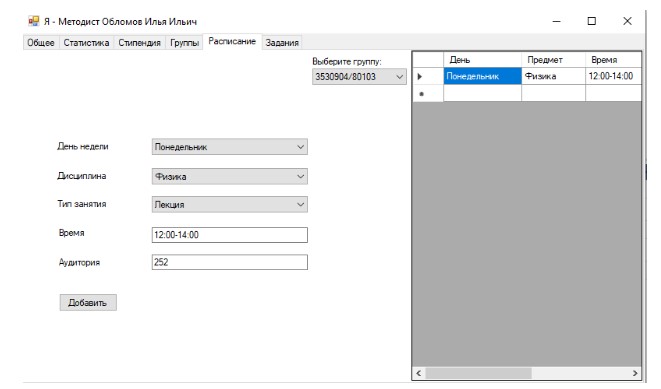 Я - Методист Обломов Илья Ильич
Общее Статистика Стипендия Группы Расписание Задания
Выберите группу:
3530904/80103
День Предмет Время
Понедельник Физика 12:00-14:00
День недели Понедельник
Дисциплина Физика
Тип занятия Лекция
Время 12:00-14:00
Аудитория 252
Добавить